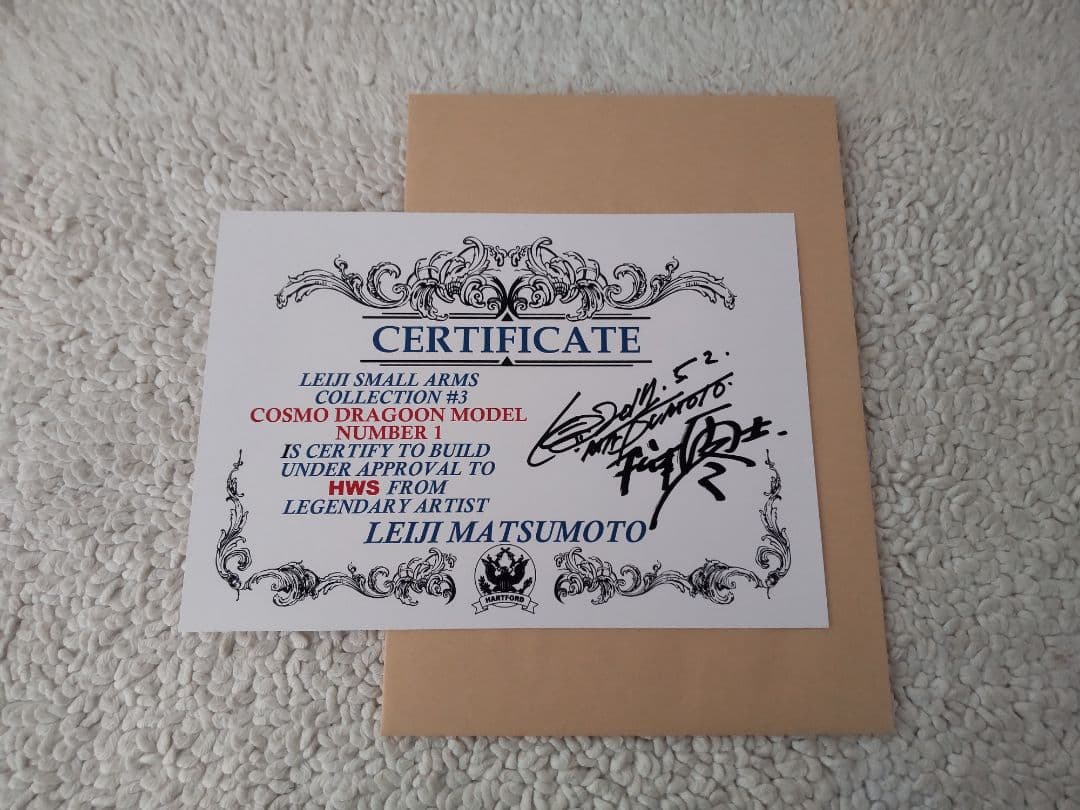 CERTIFICATE
LEIJI SMALL ARMS
COLLECTION #3
COSMO DRAGOON MODEL
NUMBER 1
IS CERTIFY TO BUILD
UNDER APPROVAL TO
HWS FROM
LEGENDARY ARTIST
LEIJI MATSUMOTO
MATSUMOTO.
HARTFORD